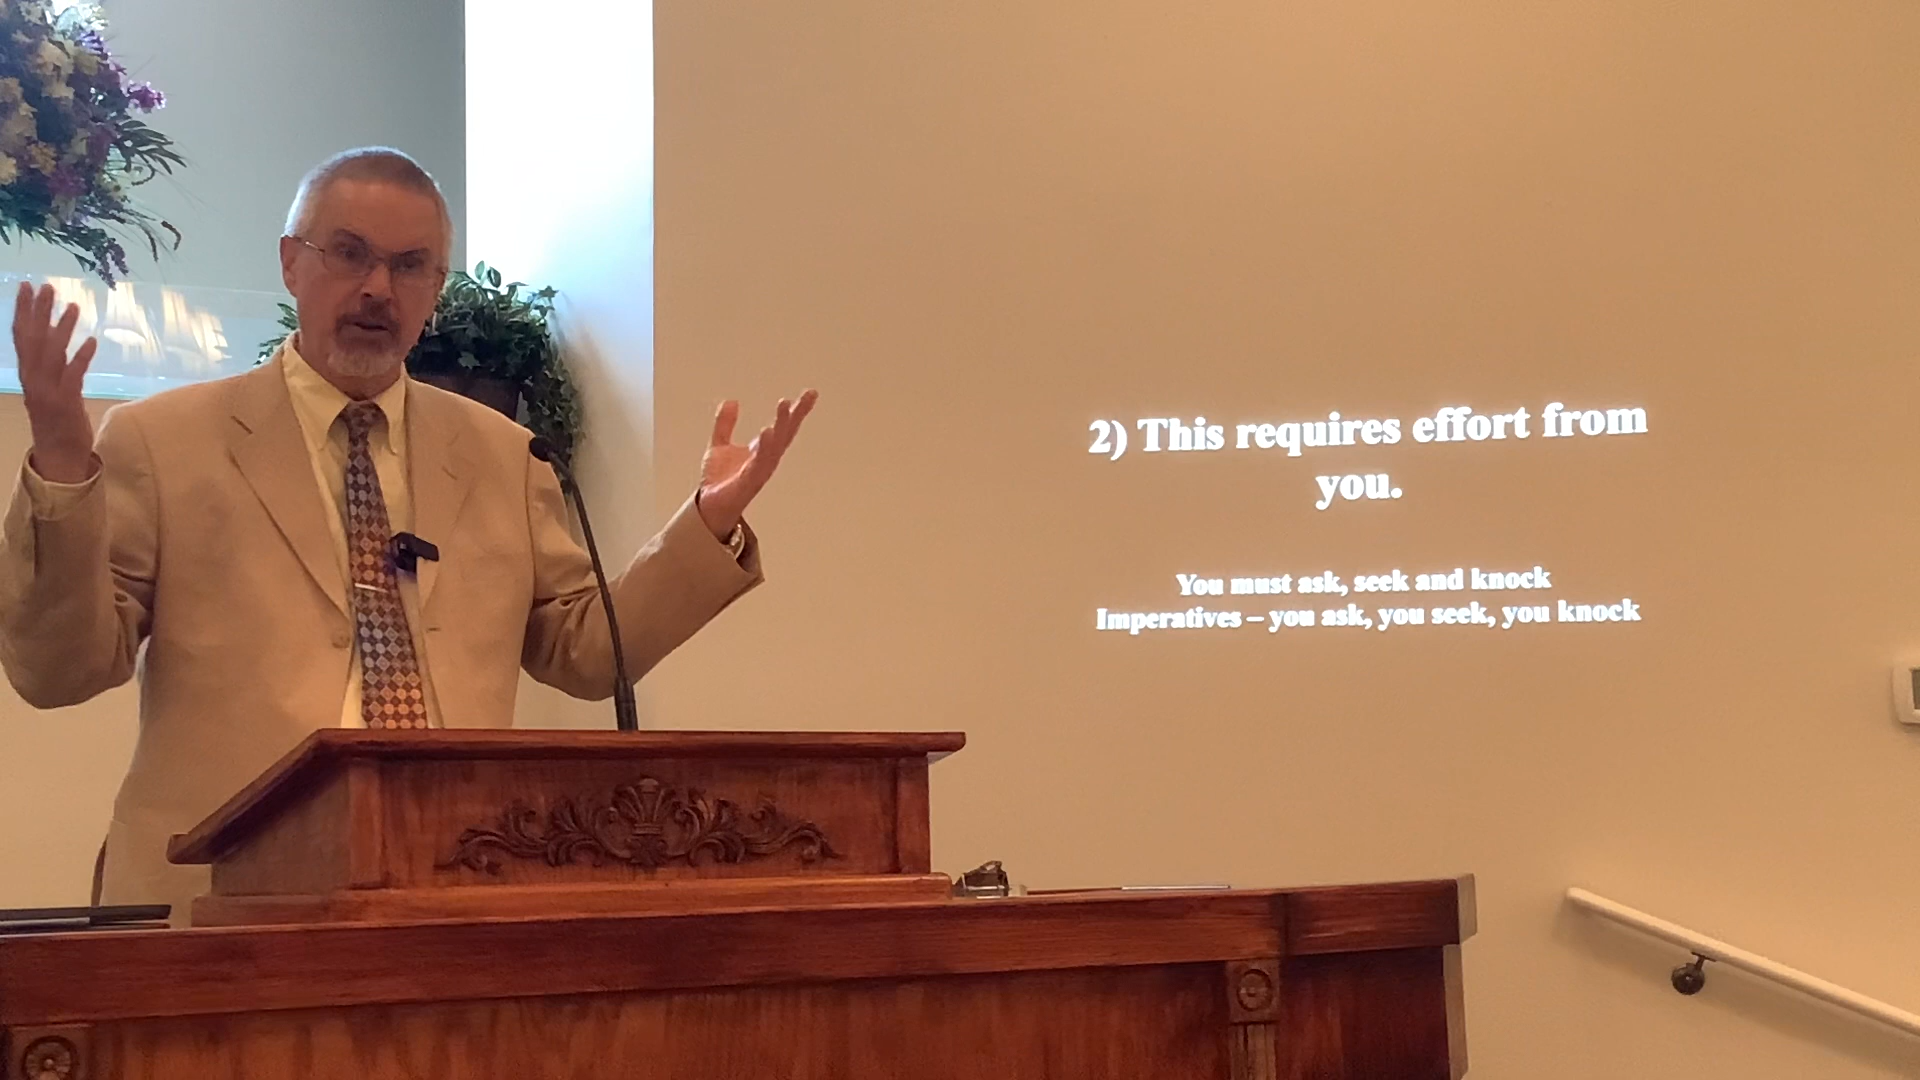 2) This requires effort from
you.
You must ask, seek and knock
Imperatives – you ask, you seek, you knock